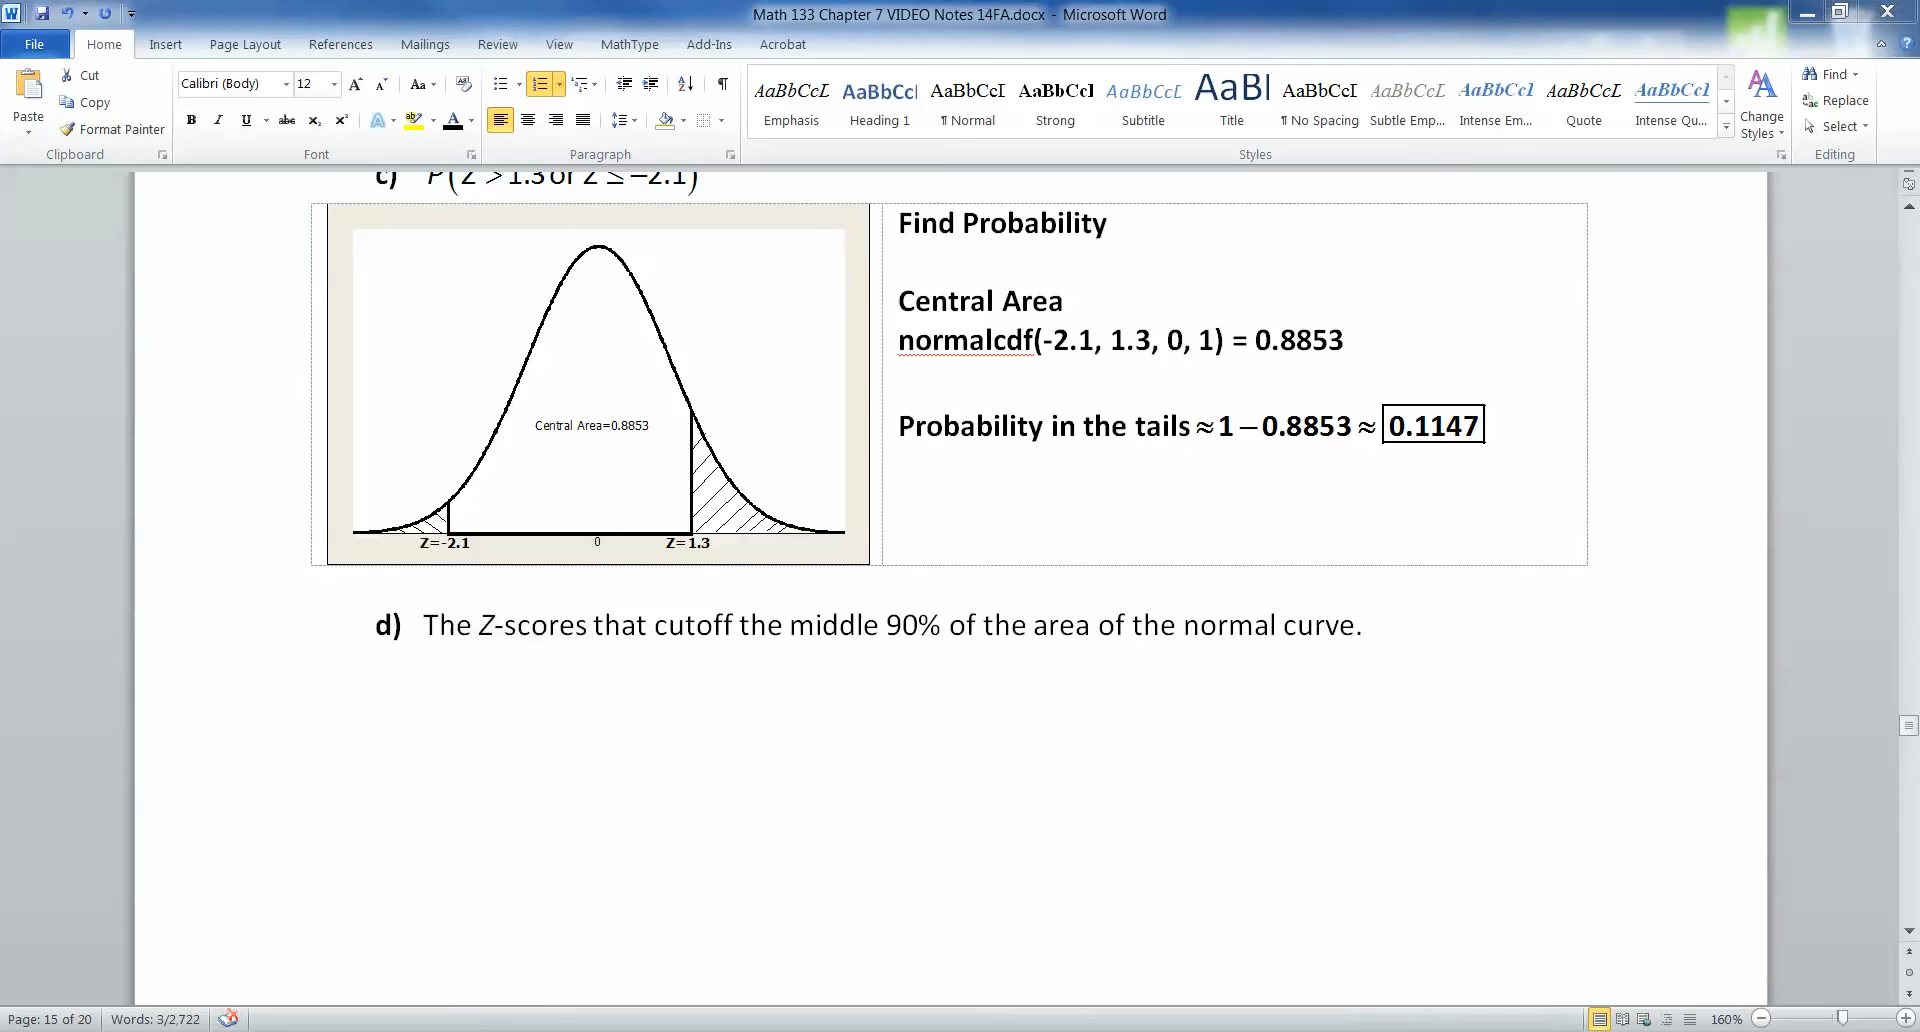 Math 133 Chapter 7 VIDEO Notes 14FA.docx - Microsoft Word
File Home Insert Page Layout References Mailings Review View MathType Add-Ins Acrobat
Paste
Cut
Copy
Format Painter
Clipboard
Calibri (Body) 12
Font
Paragraph
AaBbCcL AaBbCcl AaBbCcI AaBbCcI AaBbCcL AaBl AaBbCcI AaBbCcL AaBbCcI AaBbCcL AaBbCcI
Emphasis Heading 1 ¶ Normal Strong Subtitle Title ¶ No Spacing Subtle Emp... Intense Em... Quote Intense Qu...
Styles
Change Styles
Find
Replace
Select
Editing
c) P(Z > 1.3 or Z ≤ −2.1)
Central Area=0.8853
Z=-2.1 0 Z=1.3
Find Probability
Central Area
normalcdf(-2.1, 1.3, 0, 1) = 0.8853
Probability in the tails ≈ 1 − 0.8853 ≈ 0.1147
d) The Z-scores that cutoff the middle 90% of the area of the normal curve.
Page: 15 of 20 Words: 3/2,722 160%